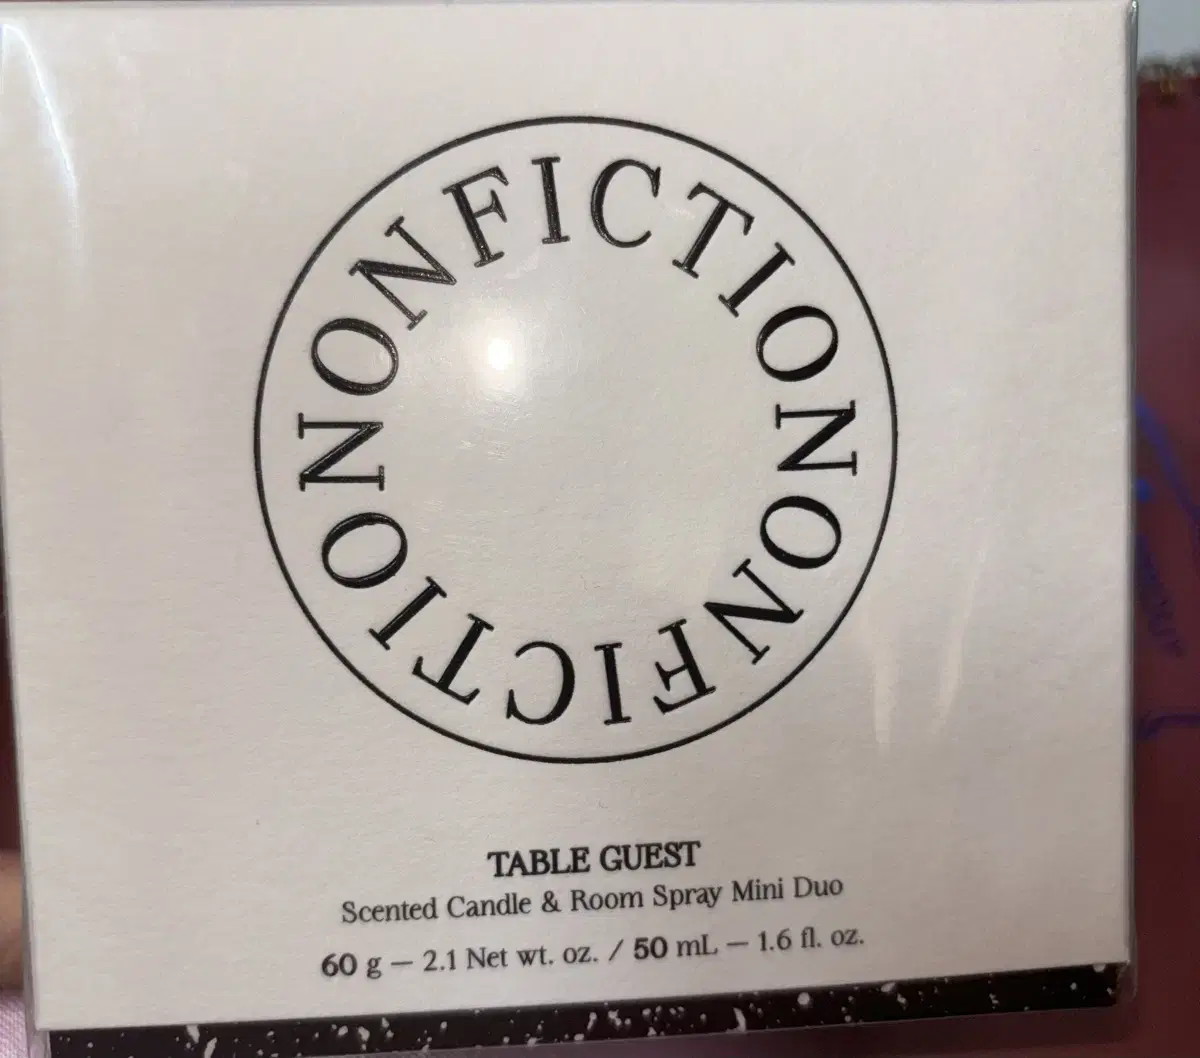 NONFICTIONONFICTIO
TABLE GUEST
Scented Candle & Room Spray Mini Duo
60 g — 2.1 Net wt. oz. / 50 mL — 1.6 fl. oz.